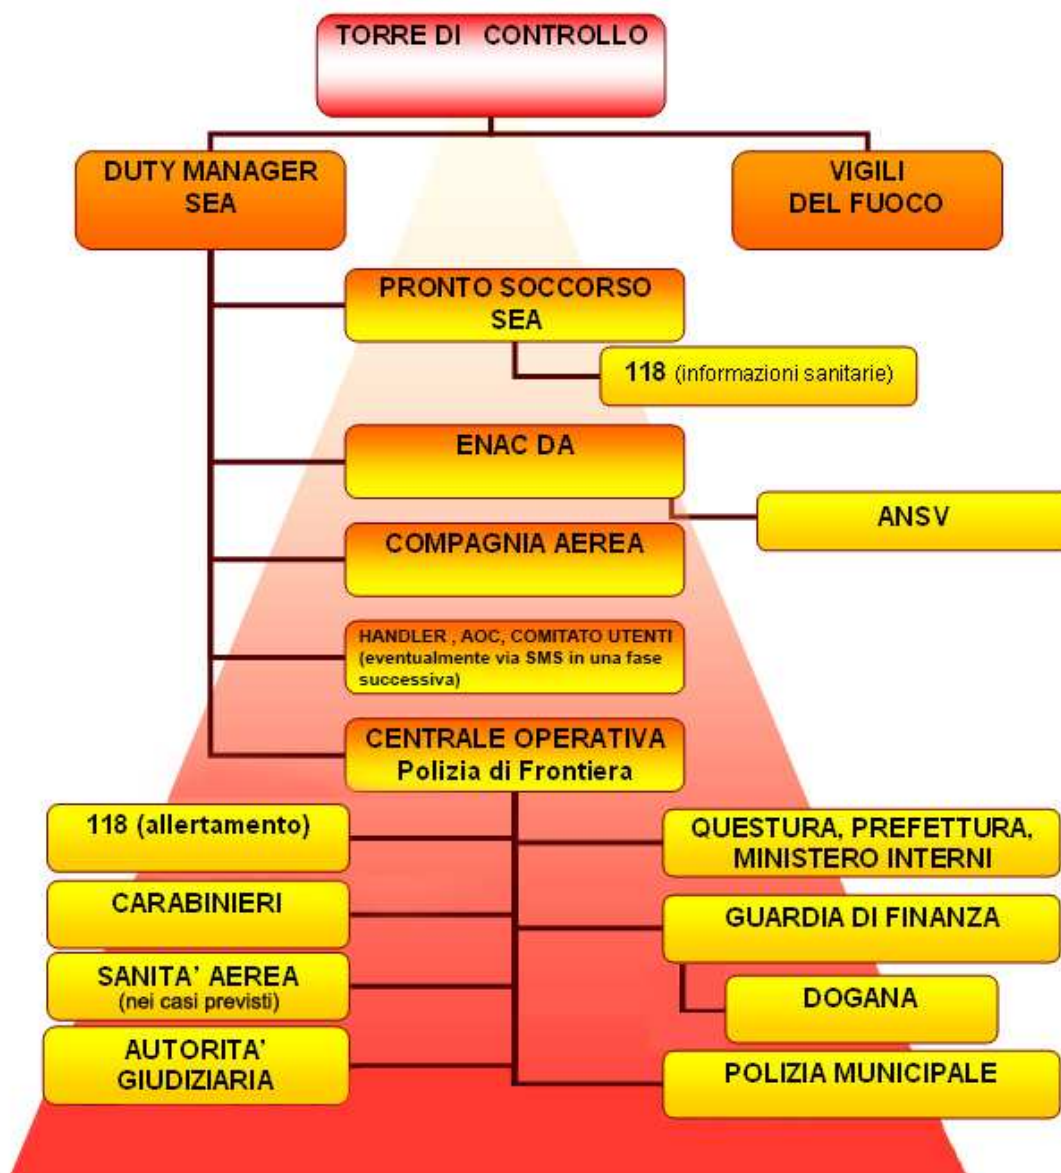 TORRE DI CONTROLLO
DUTY MANAGER
SEA
VIGILI
DEL FUOCO
PRONTO SOCCORSO
SEA
118 (informazioni sanitarie)
ENAC DA
ANSV
COMPAGNIA AEREA
HANDLER , AOC, COMITATO UTENTI
(eventualmente via SMS in una fase
successiva)
CENTRALE OPERATIVA
Polizia di Frontiera
118 (allertamento)
QUESTURA, PREFETTURA,
MINISTERO INTERNI
CARABINIERI
GUARDIA DI FINANZA
SANITA' AEREA
(nei casi previsti)
DOGANA
AUTORITA'
GIUDIZIARIA
POLIZIA MUNICIPALE